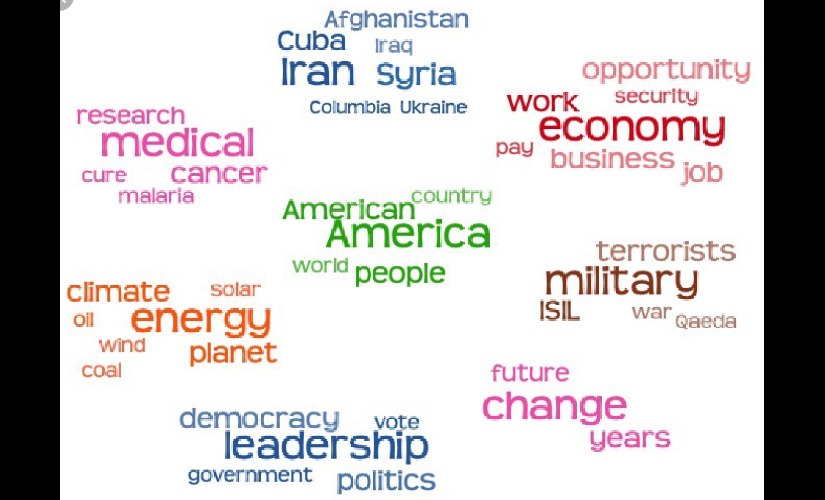 Afghanistan
Cuba Iraq
Iran Syria
Columbia Ukraine
opportunity
work security
economy
pay business job
research
medical
cure cancer
malaria
American country
America
world people
terrorists
military
ISIL war Qaeda
climate solar
oil energy
wind planet
coal
future
change
years
democracy vote
leadership
government politics